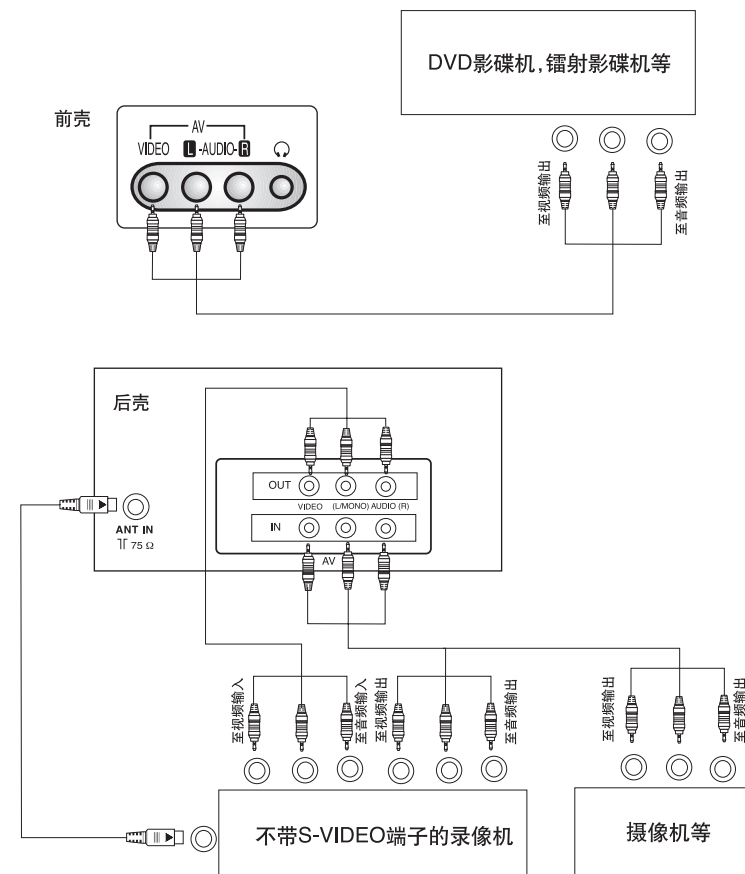 DVD影碟机,镭射影碟机等
前壳
AV
VIDEO L-AUDIO-R
至视频输出
至音频输出
后壳
OUT
VIDEO (L/MONO) AUDIO (R)
IN
AV
ANT IN
75 Ω
至视频输入
至音频输入
至视频输出
至音频输出
至视频输出
至音频输出
不带S-VIDEO端子的录像机
摄像机等